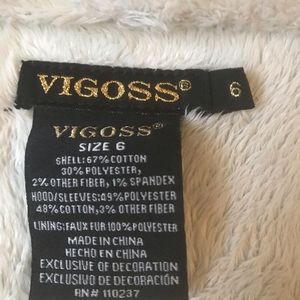 VIGOSS® 6
VIGOSS®
SIZE 6
SHELL: 67% COTTON
30% POLYESTER,
2% OTHER FIBER, 1% SPANDEX
HOOD/SLEEVES: 49% POLYESTER
48% COTTON, 3% OTHER FIBER
LINING: FAUX FUR 100% POLYESTER
MADE IN CHINA
HECHO EN CHINA
EXCLUSIVE OF DECORATION
EXCLUSIVO DE DECORACIÓN
RN# 110237